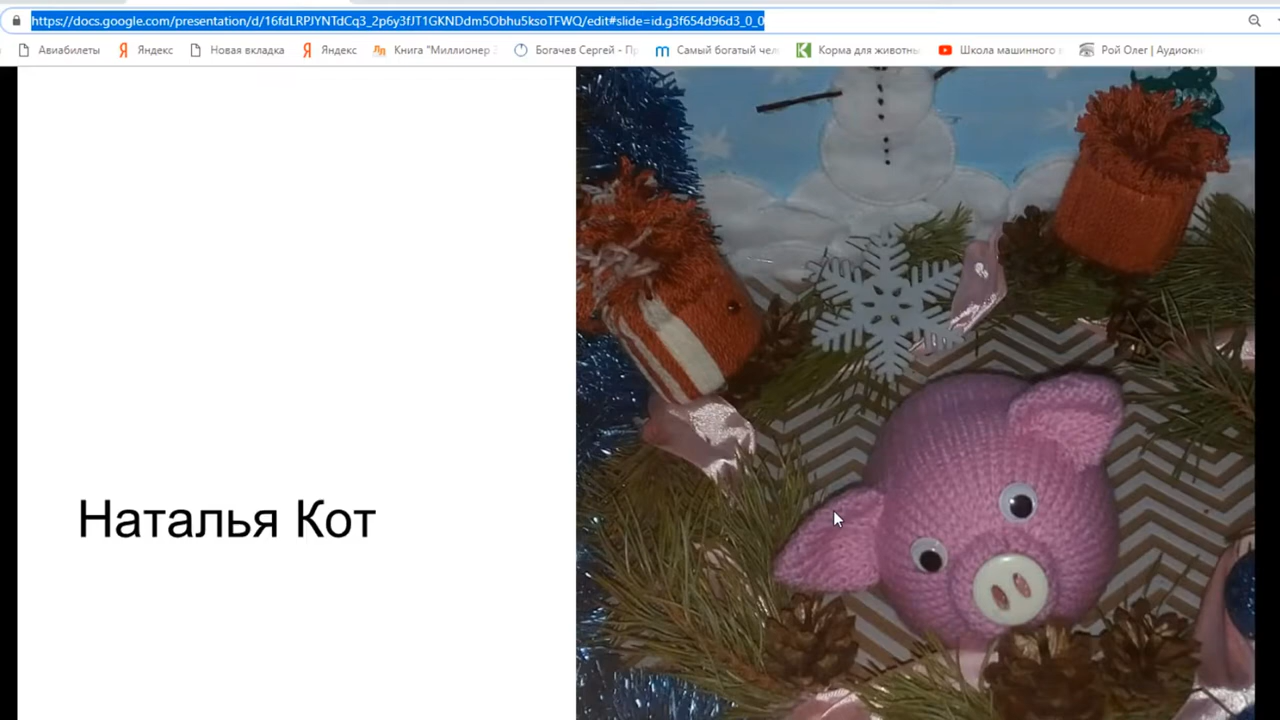 https://docs.google.com/presentation/d/16fdLRPJYNTdCq3_2p6y3fJT1GKNDdm5Obhu5ksoTFWQ/edit#slide=id.g3f654d96d3_0_0
Авиабилеты Яндекс Новая вкладка Яндекс Книга "Миллионер Богачев Сергей - Пр Самый богатый чел Корма для животны Школа машинного Рой Олег | Аудиокн
Наталья Кот